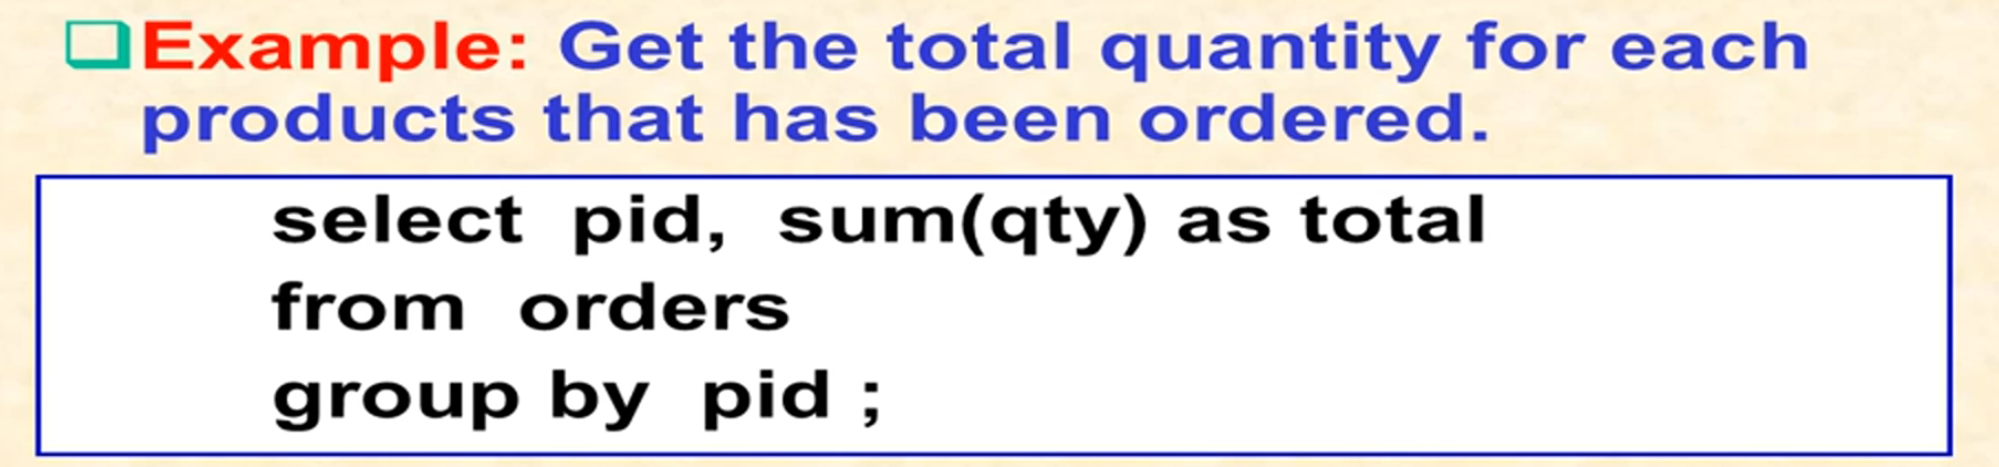 Example: Get the total quantity for each
products that has been ordered.
select pid, sum(qty) as total
from orders
group by pid ;